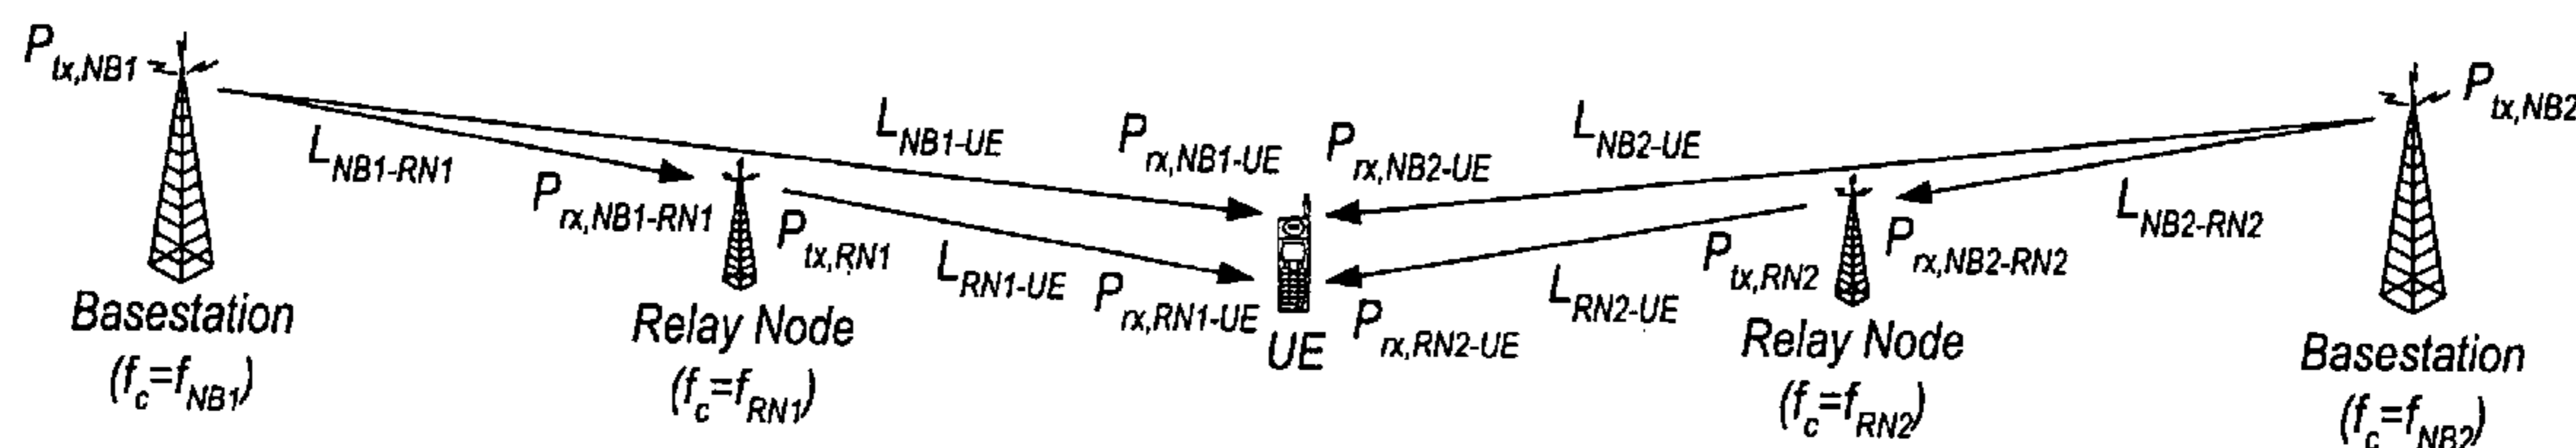 P_tx,NB1
L_NB1-RN1
P_rx,NB1-RN1
L_NB1-UE
P_rx,NB1-UE
P_tx,RN1
L_RN1-UE
P_rx,RN1-UE
P_rx,NB2-UE
L_NB2-UE
P_tx,NB2
L_NB2-RN2
P_rx,NB2-RN2
P_tx,RN2
L_RN2-UE
P_rx,RN2-UE
Basestation
(f_c=f_NB1)
Relay Node
(f_c=f_RN1)
UE
Relay Node
(f_c=f_RN2)
Basestation
(f_c=f_NB2)